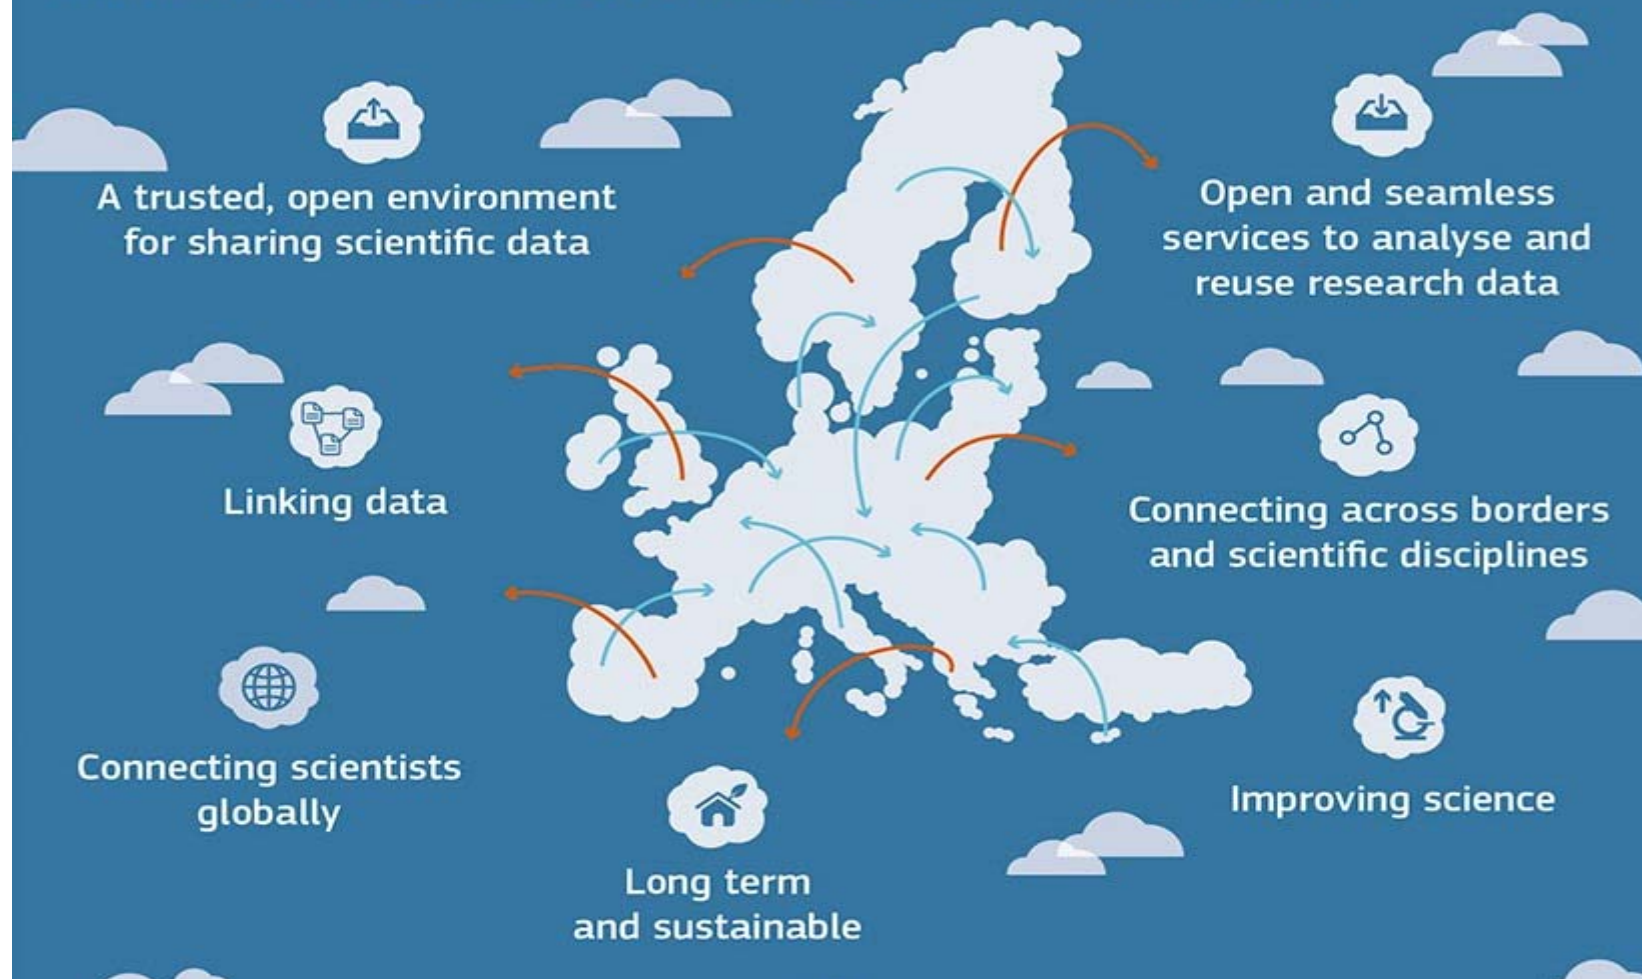 A trusted, open environment
for sharing scientific data
Open and seamless
services to analyse and
reuse research data
Linking data
Connecting across borders
and scientific disciplines
Connecting scientists
globally
Improving science
Long term
and sustainable